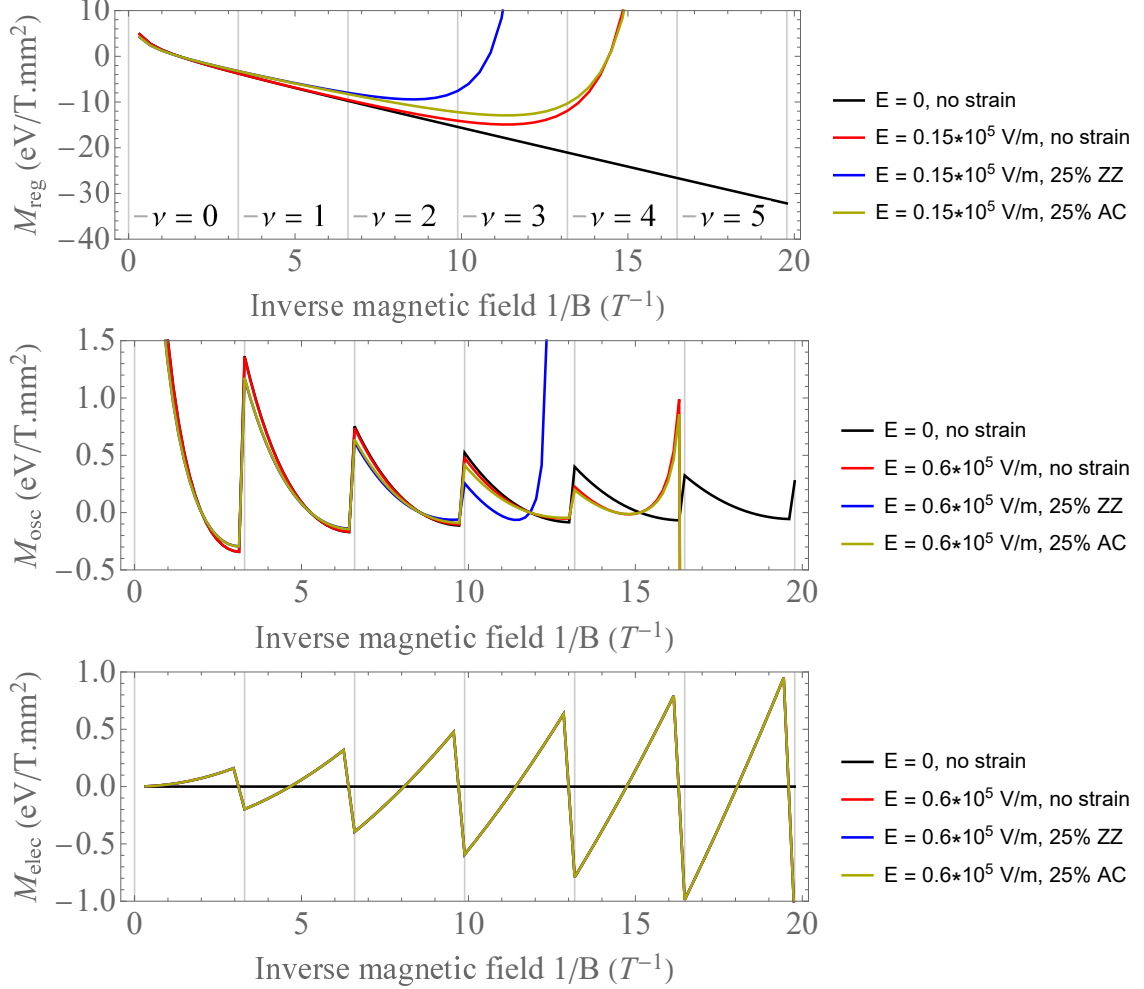 10
0
−10
−20
−30
−40
M_reg (eV/T.mm²)
ν = 0
ν = 1
ν = 2
ν = 3
ν = 4
ν = 5
0 5 10 15 20
Inverse magnetic field 1/B (T⁻¹)
E = 0, no strain
E = 0.15*10⁵ V/m, no strain
E = 0.15*10⁵ V/m, 25% ZZ
E = 0.15*10⁵ V/m, 25% AC
1.5
1.0
0.5
0.0
−0.5
M_osc (eV/T.mm²)
0 5 10 15 20
Inverse magnetic field 1/B (T⁻¹)
E = 0, no strain
E = 0.6*10⁵ V/m, no strain
E = 0.6*10⁵ V/m, 25% ZZ
E = 0.6*10⁵ V/m, 25% AC
1.0
0.5
0.0
−0.5
−1.0
M_elec (eV/T.mm²)
0 5 10 15 20
Inverse magnetic field 1/B (T⁻¹)
E = 0, no strain
E = 0.6*10⁵ V/m, no strain
E = 0.6*10⁵ V/m, 25% ZZ
E = 0.6*10⁵ V/m, 25% AC